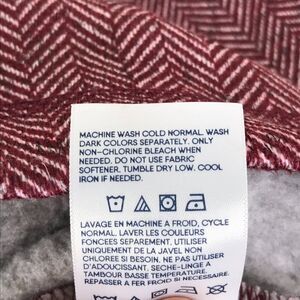 MACHINE WASH COLD NORMAL. WASH
DARK COLORS SEPARATELY. ONLY
NON-CHLORINE BLEACH WHEN
NEEDED. DO NOT USE FABRIC
SOFTENER. TUMBLE DRY LOW. COOL
IRON IF NEEDED.
LAVAGE EN MACHINE A FROID, CYCLE
NORMAL. LAVER LES COULEURS
FONCEES SEPAREMENT, UTILISER
UNIQUEMENT DE LA JAVEL NON
CHLOREE SI BESOIN. NE PAS UTILISER
D'ADOUCISSANT. SECHE-LINGE A
TAMBOUR BASSE TEMPERATURE.
REPASSER A FER FROID SI NECESSAIRE